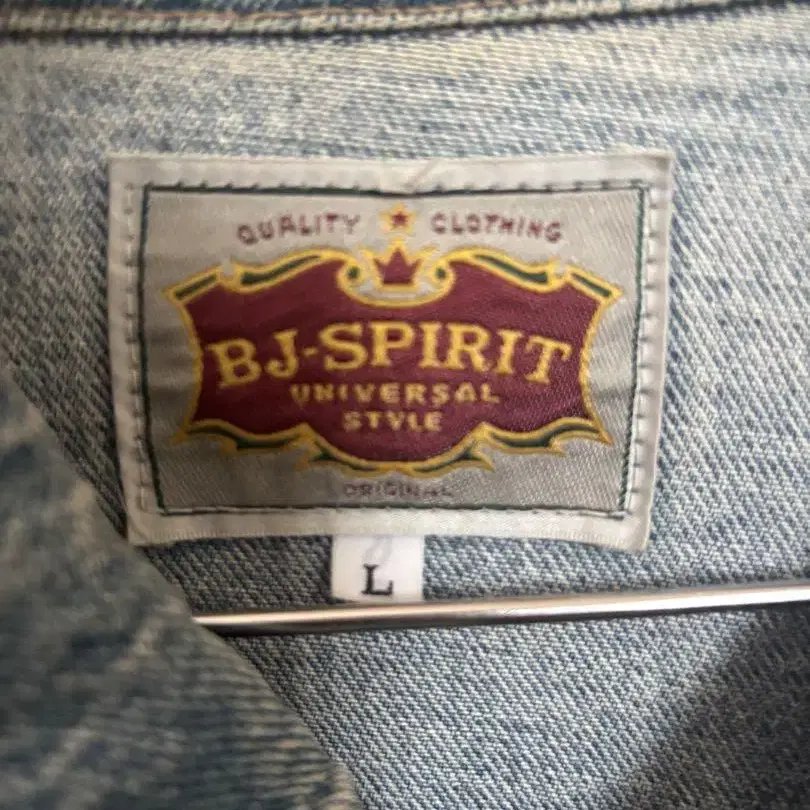 QUALITY CLOTHING
BJ-SPIRIT
UNIVERSAL
STYLE
ORIGINAL
L